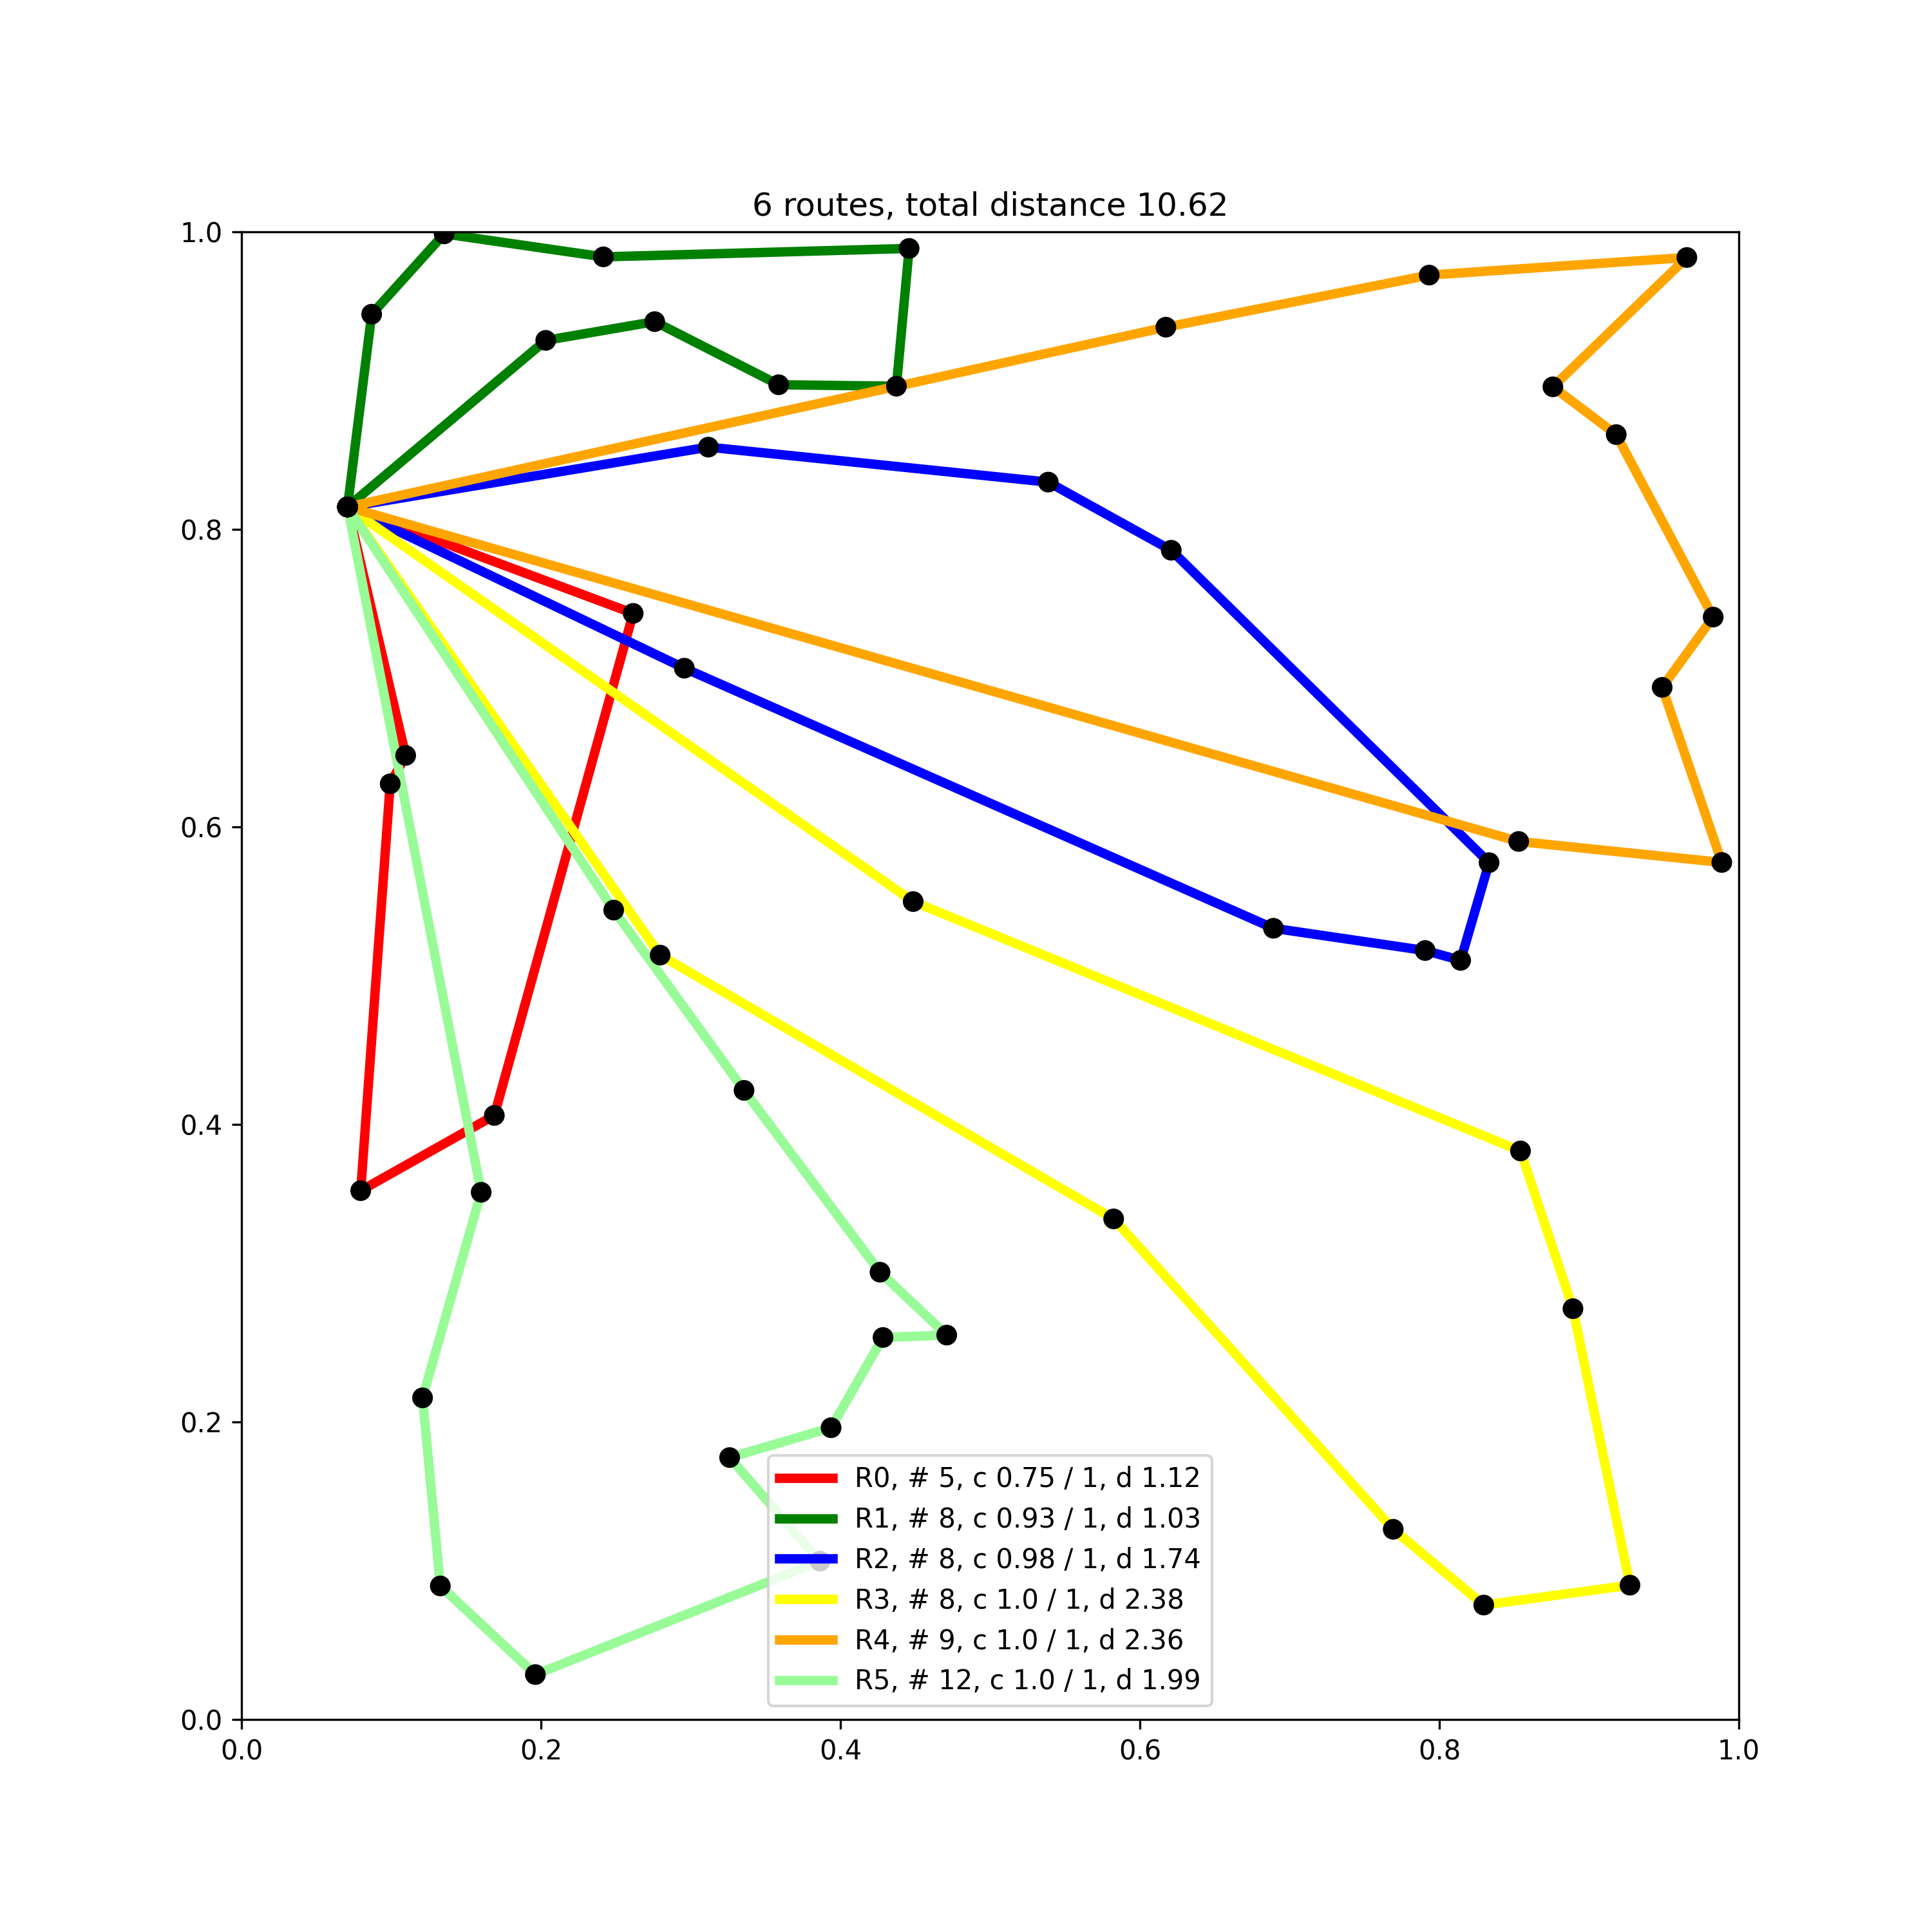 6 routes, total distance 10.62
1.0
0.8
0.6
0.4
0.2
0.0
R0, # 5, c 0.75 / 1, d 1.12
R1, # 8, c 0.93 / 1, d 1.03
R2, # 8, c 0.98 / 1, d 1.74
R3, # 8, c 1.0 / 1, d 2.38
R4, # 9, c 1.0 / 1, d 2.36
R5, # 12, c 1.0 / 1, d 1.99
0.0 0.2 0.4 0.6 0.8 1.0